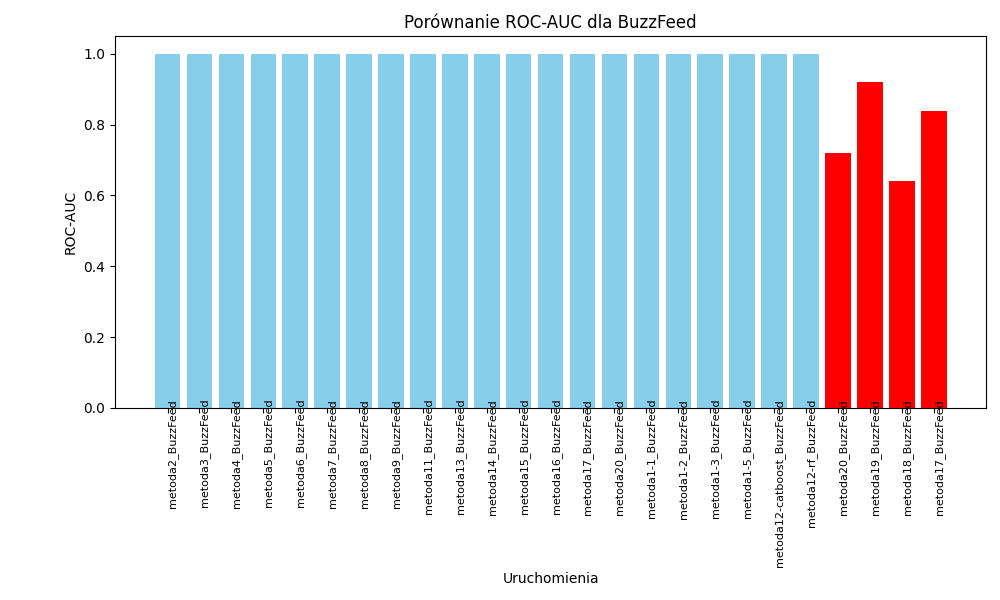 Porównanie ROC-AUC dla BuzzFeed
1.0
0.8
0.6
0.4
0.2
0.0
ROC-AUC
metoda2_BuzzFeed
metoda3_BuzzFeed
metoda4_BuzzFeed
metoda5_BuzzFeed
metoda6_BuzzFeed
metoda7_BuzzFeed
metoda8_BuzzFeed
metoda9_BuzzFeed
metoda11_BuzzFeed
metoda13_BuzzFeed
metoda14_BuzzFeed
metoda15_BuzzFeed
metoda16_BuzzFeed
metoda17_BuzzFeed
metoda20_BuzzFeed
metoda1-1_BuzzFeed
metoda1-2_BuzzFeed
metoda1-3_BuzzFeed
metoda1-5_BuzzFeed
metoda12-catboost_BuzzFeed
metoda12-rf_BuzzFeed
metoda20_BuzzFeed
metoda19_BuzzFeed
metoda18_BuzzFeed
metoda17_BuzzFeed
Uruchomienia